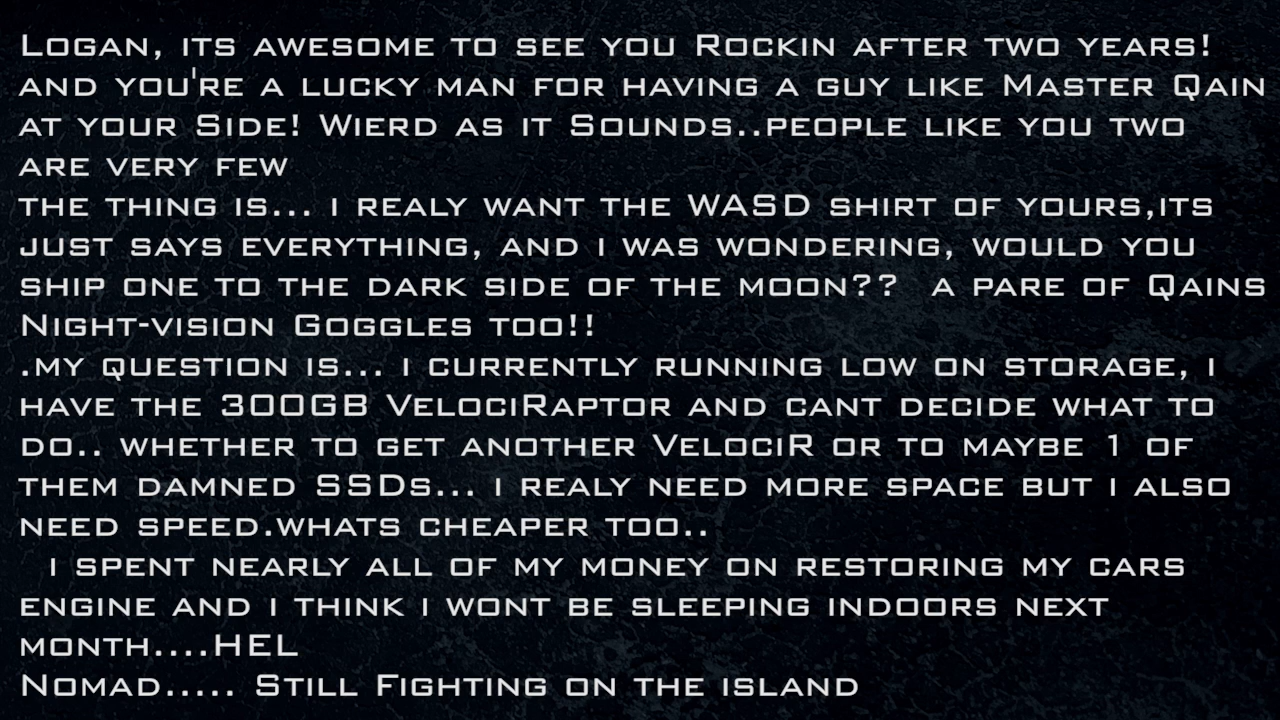 Logan, its awesome to see you Rockin after two years!
and you're a lucky man for having a guy like Master Qain
at your Side! Wierd as it Sounds..people like you two
are very few
the thing is... i realy want the WASD shirt of yours,its
just says everything, and i was wondering, would you
ship one to the dark side of the moon?? a pare of Qains
Night-vision Goggles too!!
.my question is... i currently running low on storage, i
have the 300GB VelociRaptor and cant decide what to
do.. whether to get another VelociR or to maybe 1 of
them damned SSDs... i realy need more space but i also
need speed.whats cheaper too..
i spent nearly all of my money on restoring my cars
engine and i think i wont be sleeping indoors next
month....HEL
Nomad..... Still Fighting on the island